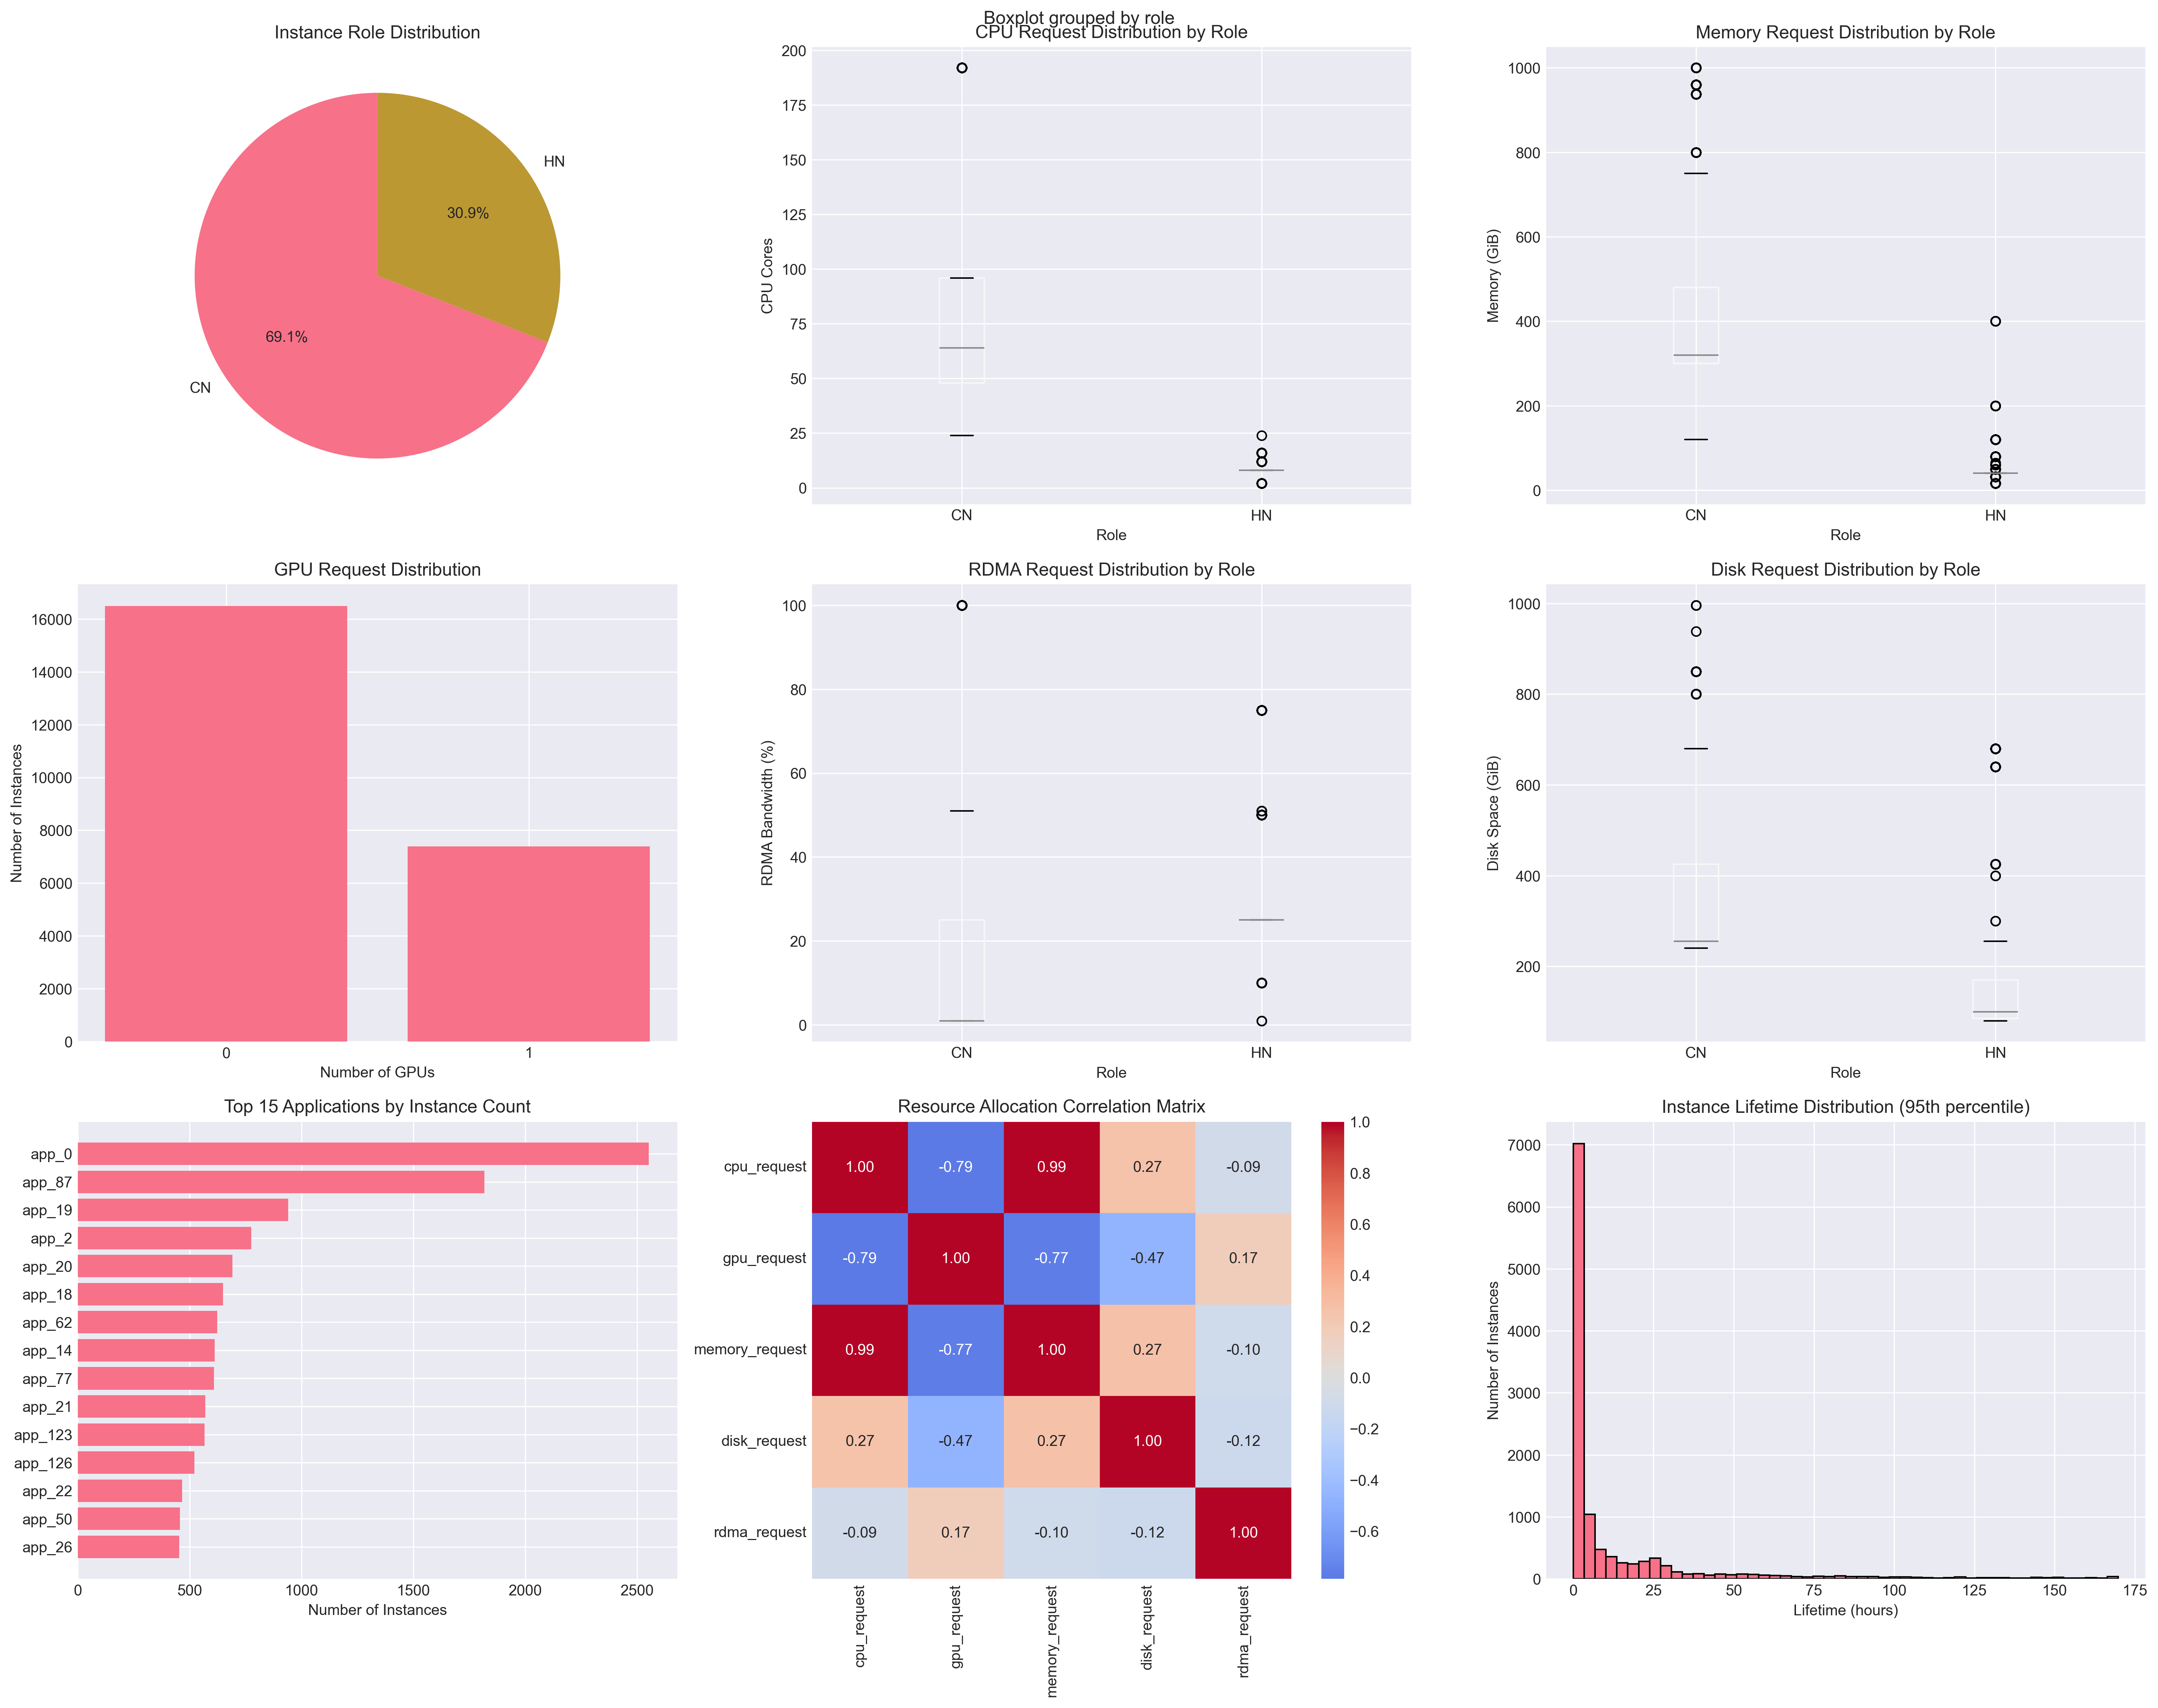 Instance Role Distribution
HN
30.9%
69.1%
CN
Boxplot grouped by role
CPU Request Distribution by Role
200
175
150
125
100
75
50
25
0
CPU Cores
CN
HN
Role
Memory Request Distribution by Role
1000
800
600
400
200
0
Memory (GiB)
CN
HN
Role
GPU Request Distribution
16000
14000
12000
10000
8000
6000
4000
2000
0
Number of Instances
0
1
Number of GPUs
RDMA Request Distribution by Role
100
80
60
40
20
0
RDMA Bandwidth (%)
CN
HN
Role
Disk Request Distribution by Role
1000
800
600
400
200
Disk Space (GiB)
CN
HN
Role
Top 15 Applications by Instance Count
app_0
app_87
app_19
app_2
app_20
app_18
app_62
app_14
app_77
app_21
app_123
app_126
app_22
app_50
app_26
0 500 1000 1500 2000 2500
Number of Instances
Resource Allocation Correlation Matrix
cpu_request 1.00 -0.79 0.99 0.27 -0.09
gpu_request -0.79 1.00 -0.77 -0.47 0.17
memory_request 0.99 -0.77 1.00 0.27 -0.10
disk_request 0.27 -0.47 0.27 1.00 -0.12
rdma_request -0.09 0.17 -0.10 -0.12 1.00
cpu_request
gpu_request
memory_request
disk_request
rdma_request
1.0
0.8
0.6
0.4
0.2
0.0
−0.2
−0.4
−0.6
Instance Lifetime Distribution (95th percentile)
7000
6000
5000
4000
3000
2000
1000
0
Number of Instances
0 25 50 75 100 125 150 175
Lifetime (hours)